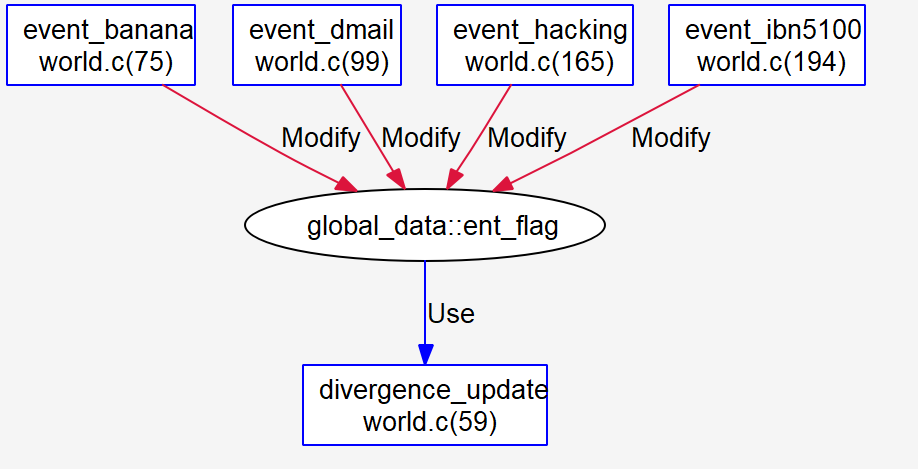 event_banana
world.c(75)
event_dmail
world.c(99)
event_hacking
world.c(165)
event_ibn5100
world.c(194)
Modify
Modify
Modify
Modify
global_data::ent_flag
Use
divergence_update
world.c(59)